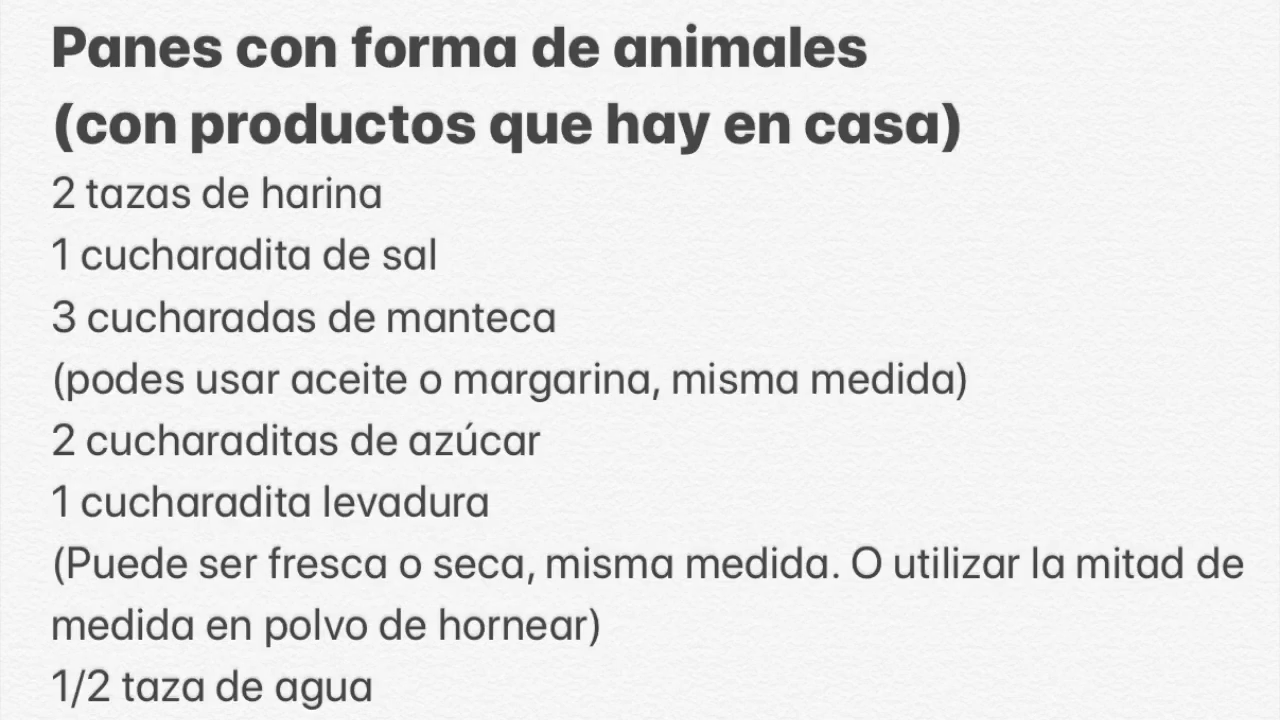 Panes con forma de animales
(con productos que hay en casa)
2 tazas de harina
1 cucharadita de sal
3 cucharadas de manteca
(podes usar aceite o margarina, misma medida)
2 cucharaditas de azúcar
1 cucharadita levadura
(Puede ser fresca o seca, misma medida. O utilizar la mitad de
medida en polvo de hornear)
1/2 taza de agua